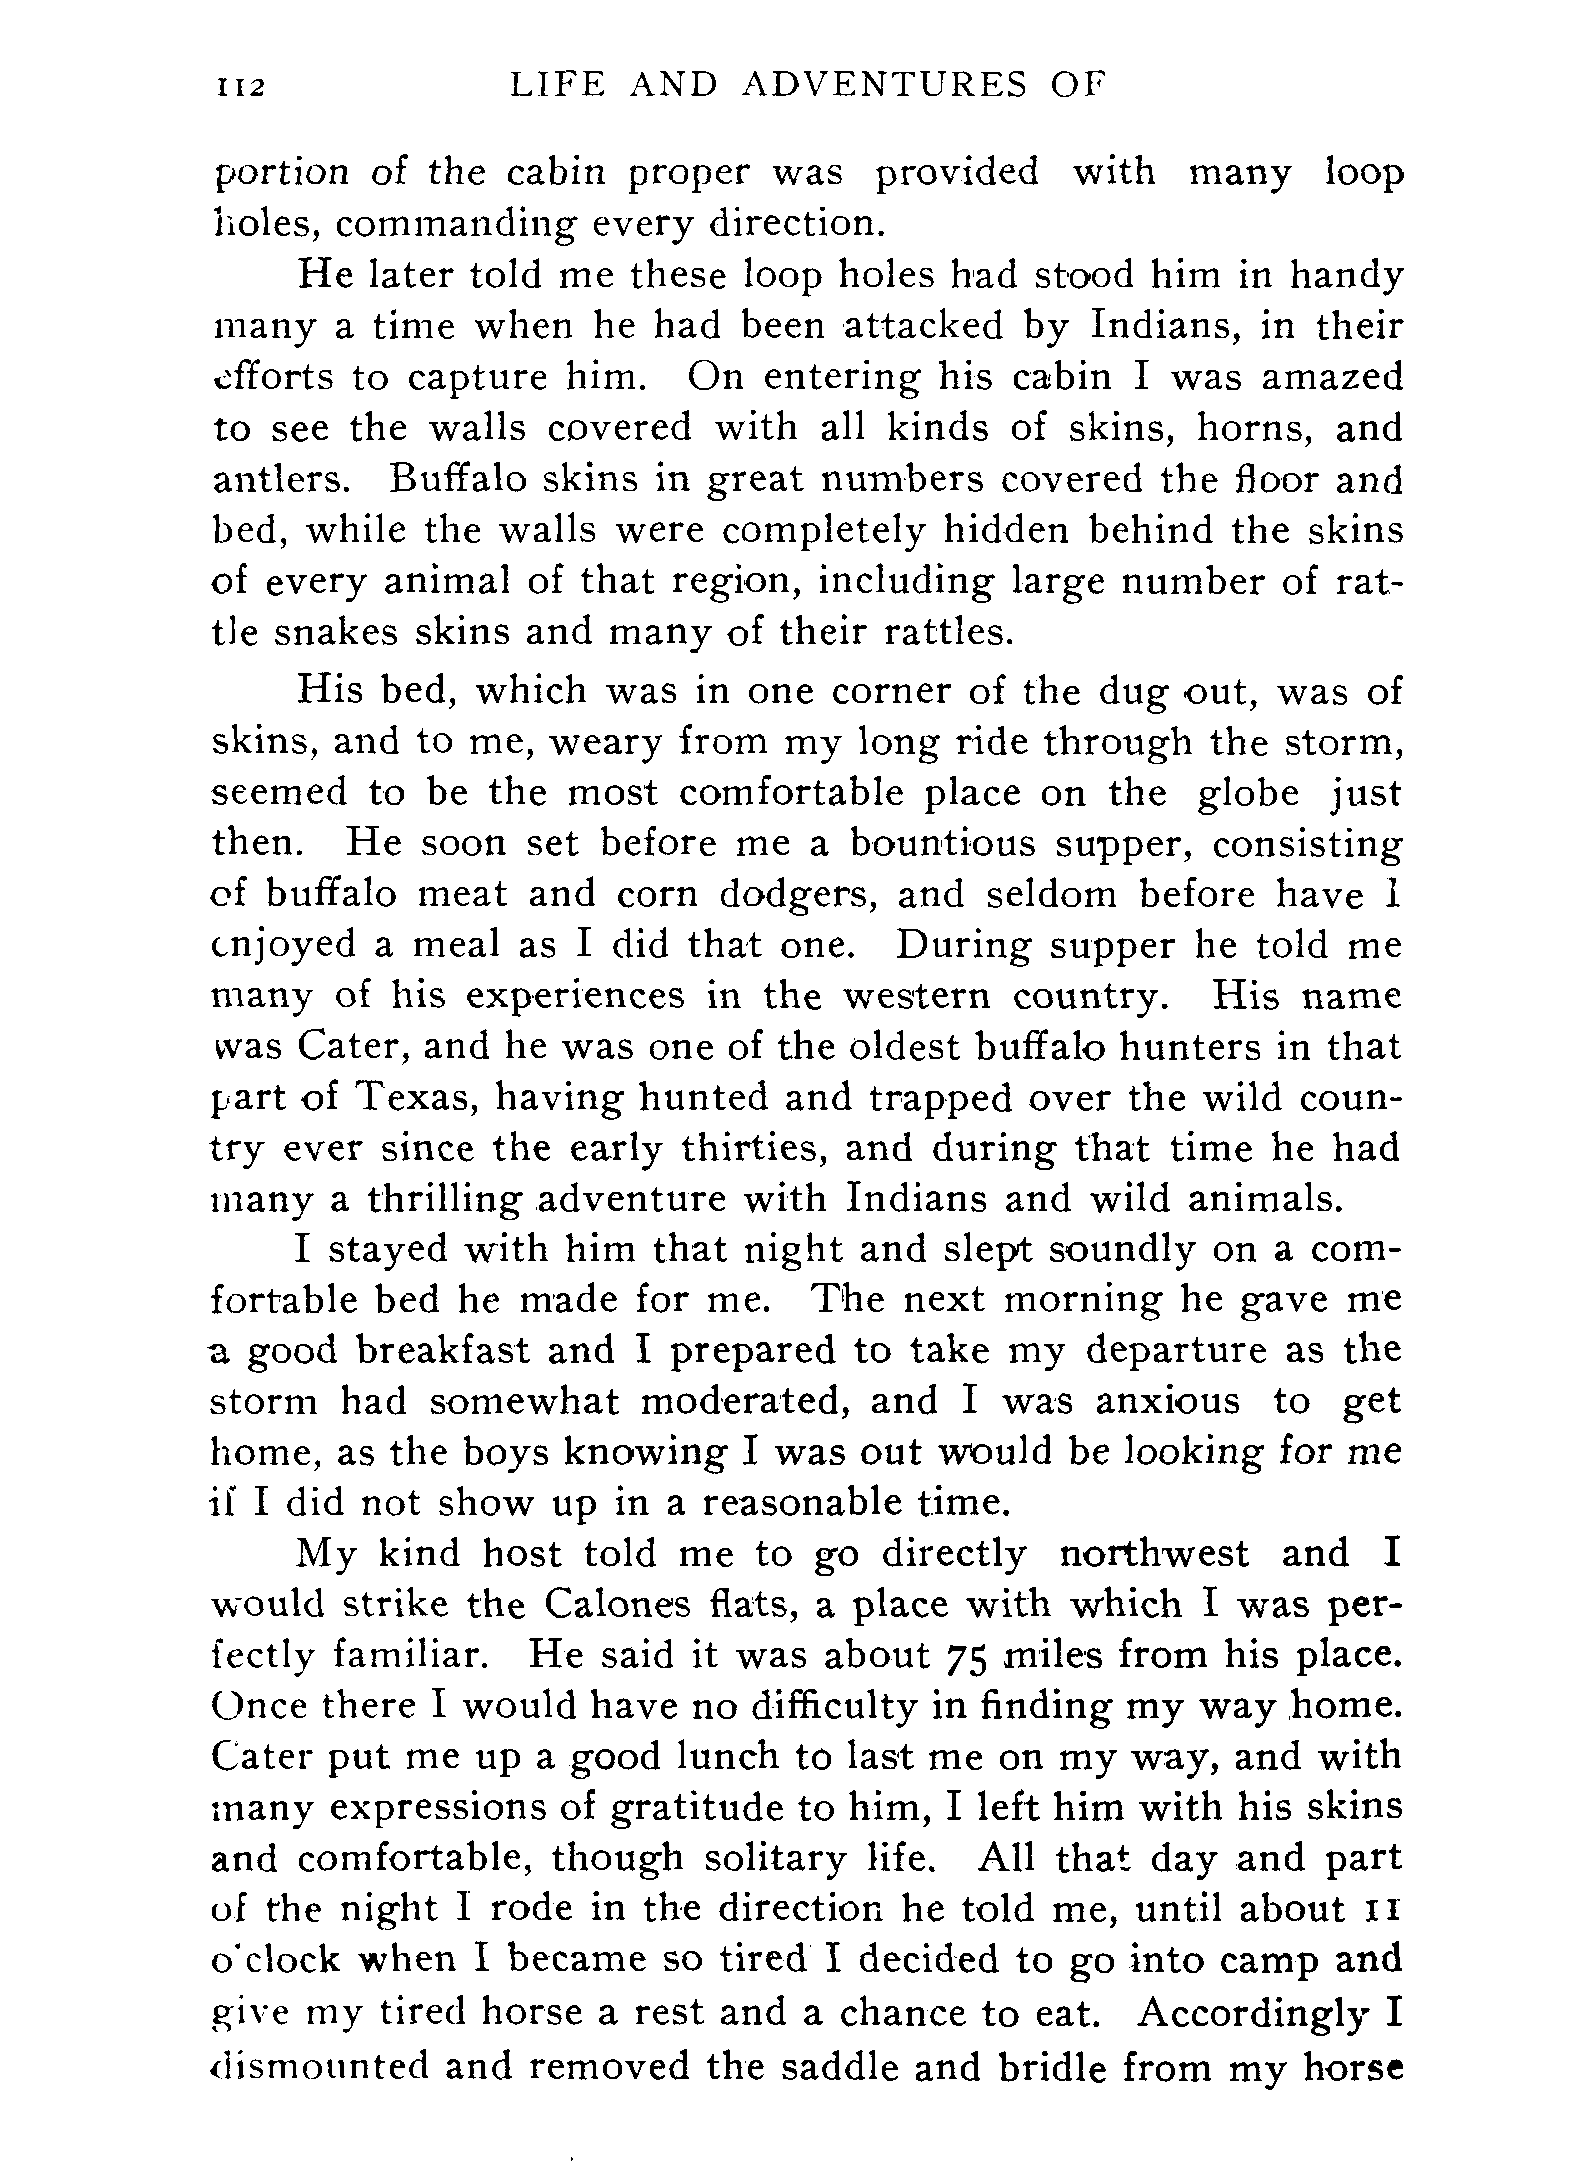 112 LIFE AND ADVENTURES OF
portion of the cabin proper was provided with many loop
holes, commanding every direction.
He later told me these loop holes had stood him in handy
many a time when he had been attacked by Indians, in their
efforts to capture him. On entering his cabin I was amazed
to see the walls covered with all kinds of skins, horns, and
antlers. Buffalo skins in great numbers covered the floor and
bed, while the walls were completely hidden behind the skins
of every animal of that region, including large number of rat-
tle snakes skins and many of their rattles.
His bed, which was in one corner of the dug out, was of
skins, and to me, weary from my long ride through the storm,
seemed to be the most comfortable place on the globe just
then. He soon set before me a bountious supper, consisting
of buffalo meat and corn dodgers, and seldom before have I
enjoyed a meal as I did that one. During supper he told me
many of his experiences in the western country. His name
was Cater, and he was one of the oldest buffalo hunters in that
part of Texas, having hunted and trapped over the wild coun-
try ever since the early thirties, and during that time he had
many a thrilling adventure with Indians and wild animals.
I stayed with him that night and slept soundly on a com-
fortable bed he made for me. The next morning he gave me
a good breakfast and I prepared to take my departure as the
storm had somewhat moderated, and I was anxious to get
home, as the boys knowing I was out would be looking for me
if I did not show up in a reasonable time.
My kind host told me to go directly northwest and I
would strike the Calones flats, a place with which I was per-
fectly familiar. He said it was about 75 miles from his place.
Once there I would have no difficulty in finding my way home.
Cater put me up a good lunch to last me on my way, and with
many expressions of gratitude to him, I left him with his skins
and comfortable, though solitary life. All that day and part
of the night I rode in the direction he told me, until about 11
o'clock when I became so tired I decided to go into camp and
give my tired horse a rest and a chance to eat. Accordingly I
dismounted and removed the saddle and bridle from my horse